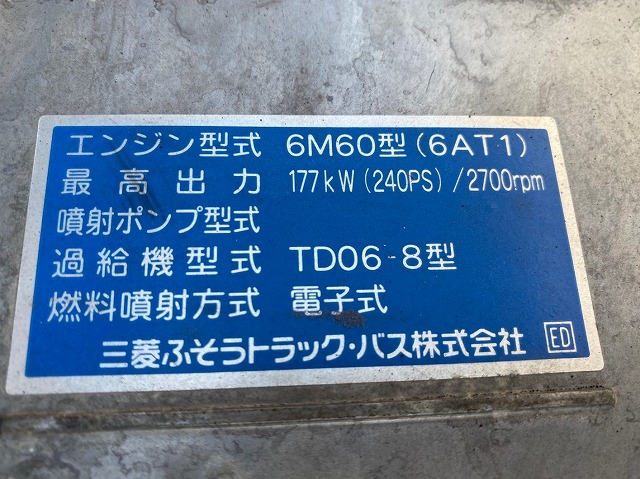 エンジン型式 6M60型(6AT1)
最高出力 177kW(240PS)/2700rpm
噴射ポンプ型式
過給機型式 TD06-8型
燃料噴射方式 電子式
三菱ふそうトラック・バス株式会社 ED